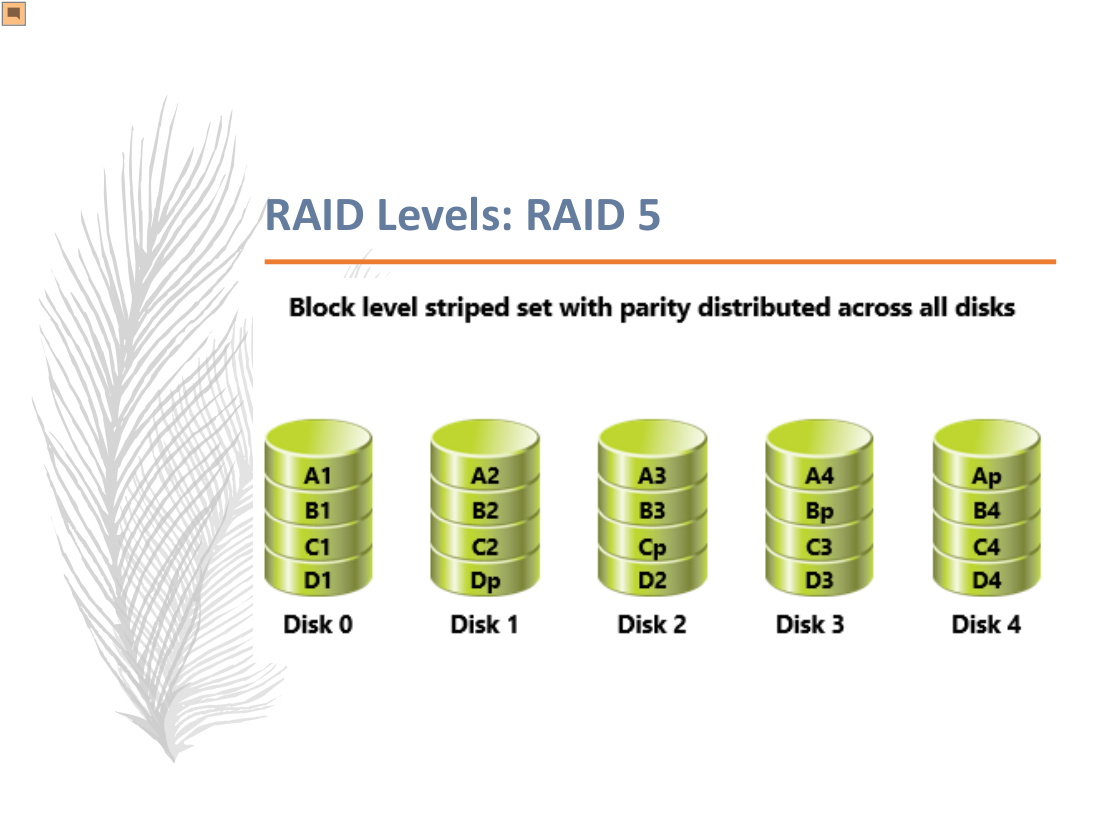 RAID Levels: RAID 5
Block level striped set with parity distributed across all disks
A1 A2 A3 A4 Ap
B1 B2 B3 Bp B4
C1 C2 Cp C3 C4
D1 Dp D2 D3 D4
Disk 0 Disk 1 Disk 2 Disk 3 Disk 4